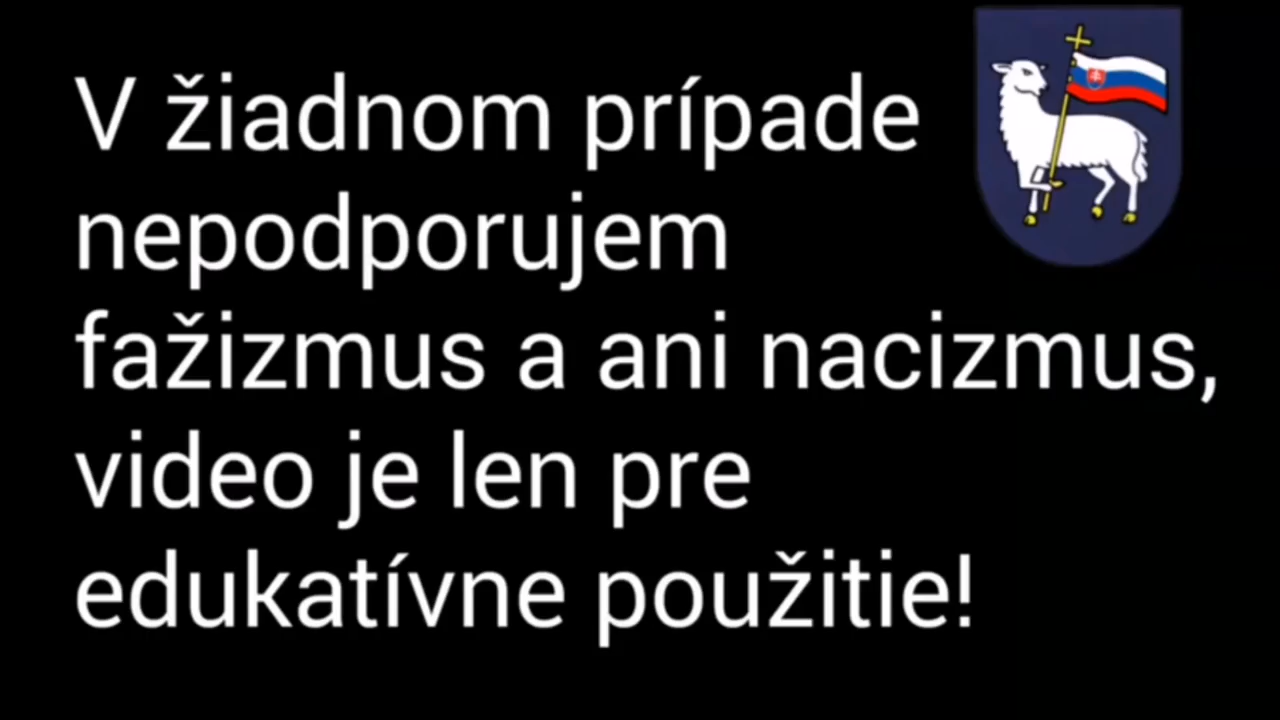 V žiadnom prípade
nepodporujem
fažizmus a ani nacizmus,
video je len pre
edukatívne použitie!